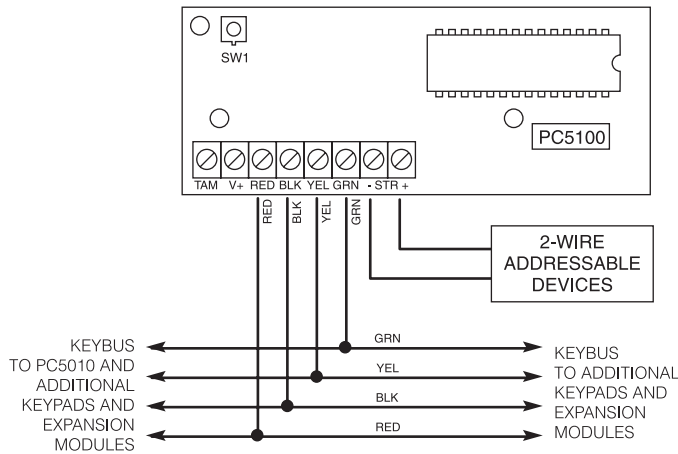 SW1
PC5100
TAM V+ RED BLK YEL GRN - STR +
RED
BLK
YEL
GRN
2-WIRE
ADDRESSABLE
DEVICES
KEYBUS
TO PC5010 AND
ADDITIONAL
KEYPADS AND
EXPANSION
MODULES
GRN
YEL
BLK
RED
KEYBUS
TO ADDITIONAL
KEYPADS AND
EXPANSION
MODULES